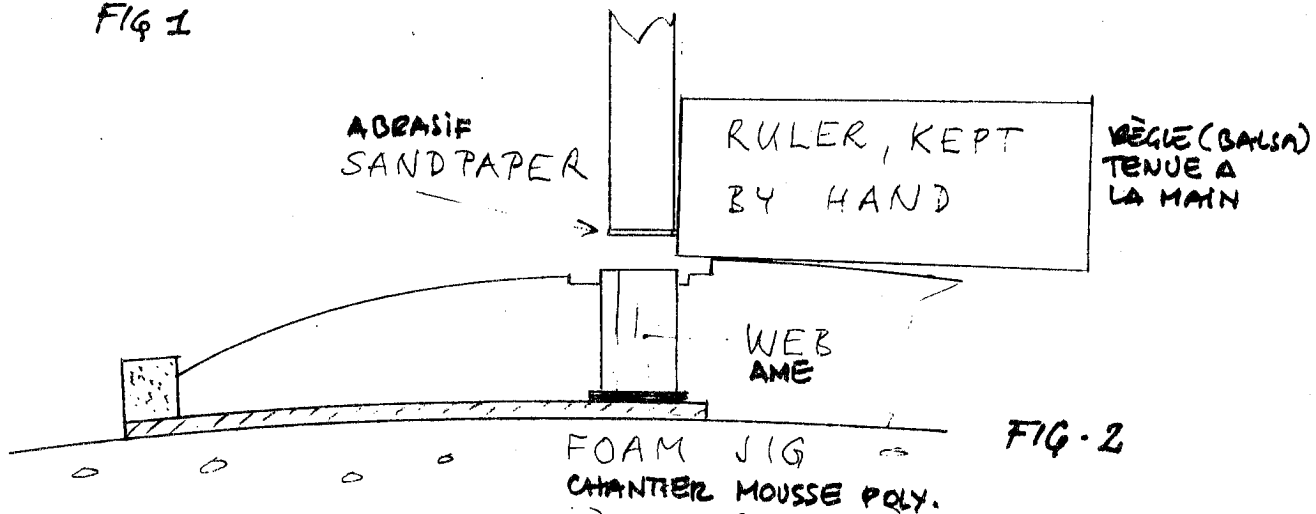 FIG 1
ABRASIF
SANDPAPER
RULER, KEPT
BY HAND
RÈGLE (BALSA)
TENUE A
LA MAIN
WEB
AME
FIG. 2
FOAM JIG
CHANTIER MOUSSE POLY.